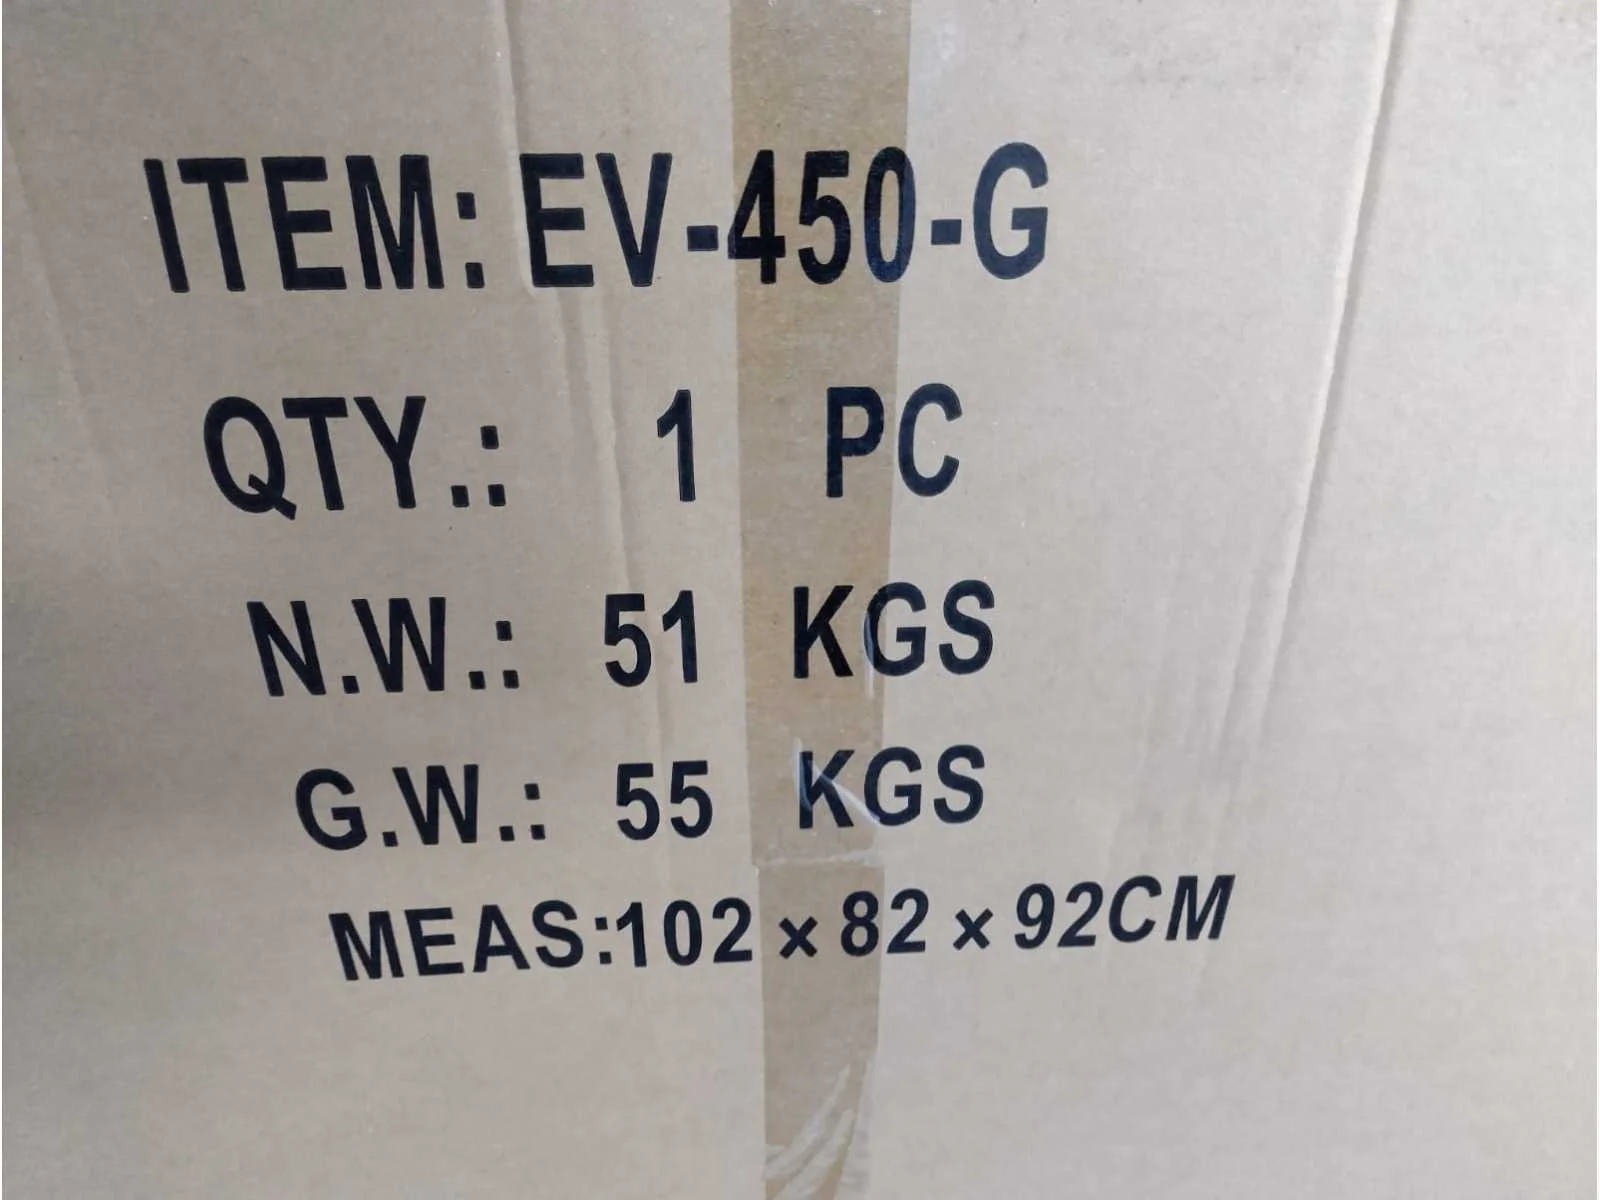 ITEM: EV-450-G
QTY.: 1 PC
N.W.: 51 KGS
G.W.: 55 KGS
MEAS:102 × 82 × 92CM